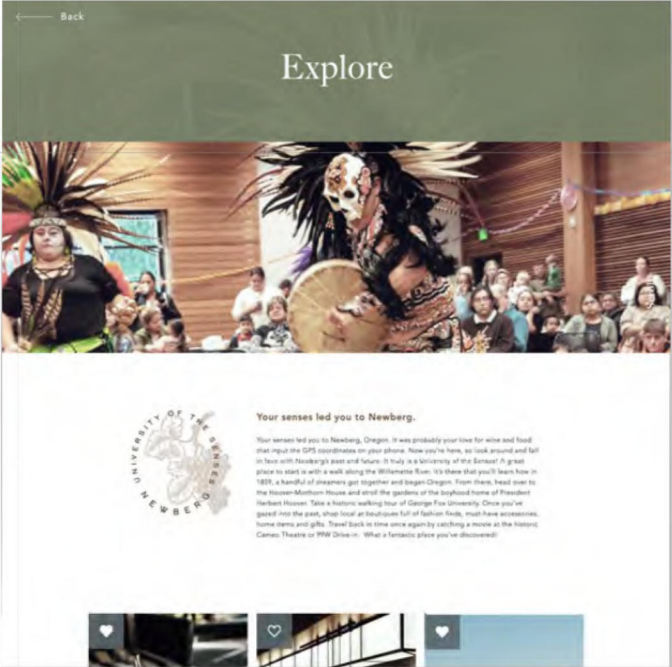 Back
Explore
UNIVERSITY OF THE SENSES
NEWBERG
Your senses led you to Newberg.
Your senses led you to Newberg, Oregon. It was probably your love for wine and food
that input the GPS coordinates on your phone. Now you're here, so look around and fall
in love with Newberg's past and future. It truly is a University of the Senses! A great
place to start is with a walk along the Willamette River. It's there that you'll learn how in
1859, a handful of dreamers got together and began Oregon. From there, head over to
the Hoover-Minthorn House and stroll the gardens of the boyhood home of President
Herbert Hoover. Take a historic walking tour of George Fox University. Once you've
gazed into the past, shop local at boutiques full of fashion finds, must-have accessories,
home items and gifts. Travel back in time once again by catching a movie at the historic
Cameo Theatre or 99W Drive-in. What a fantastic place you've discovered!